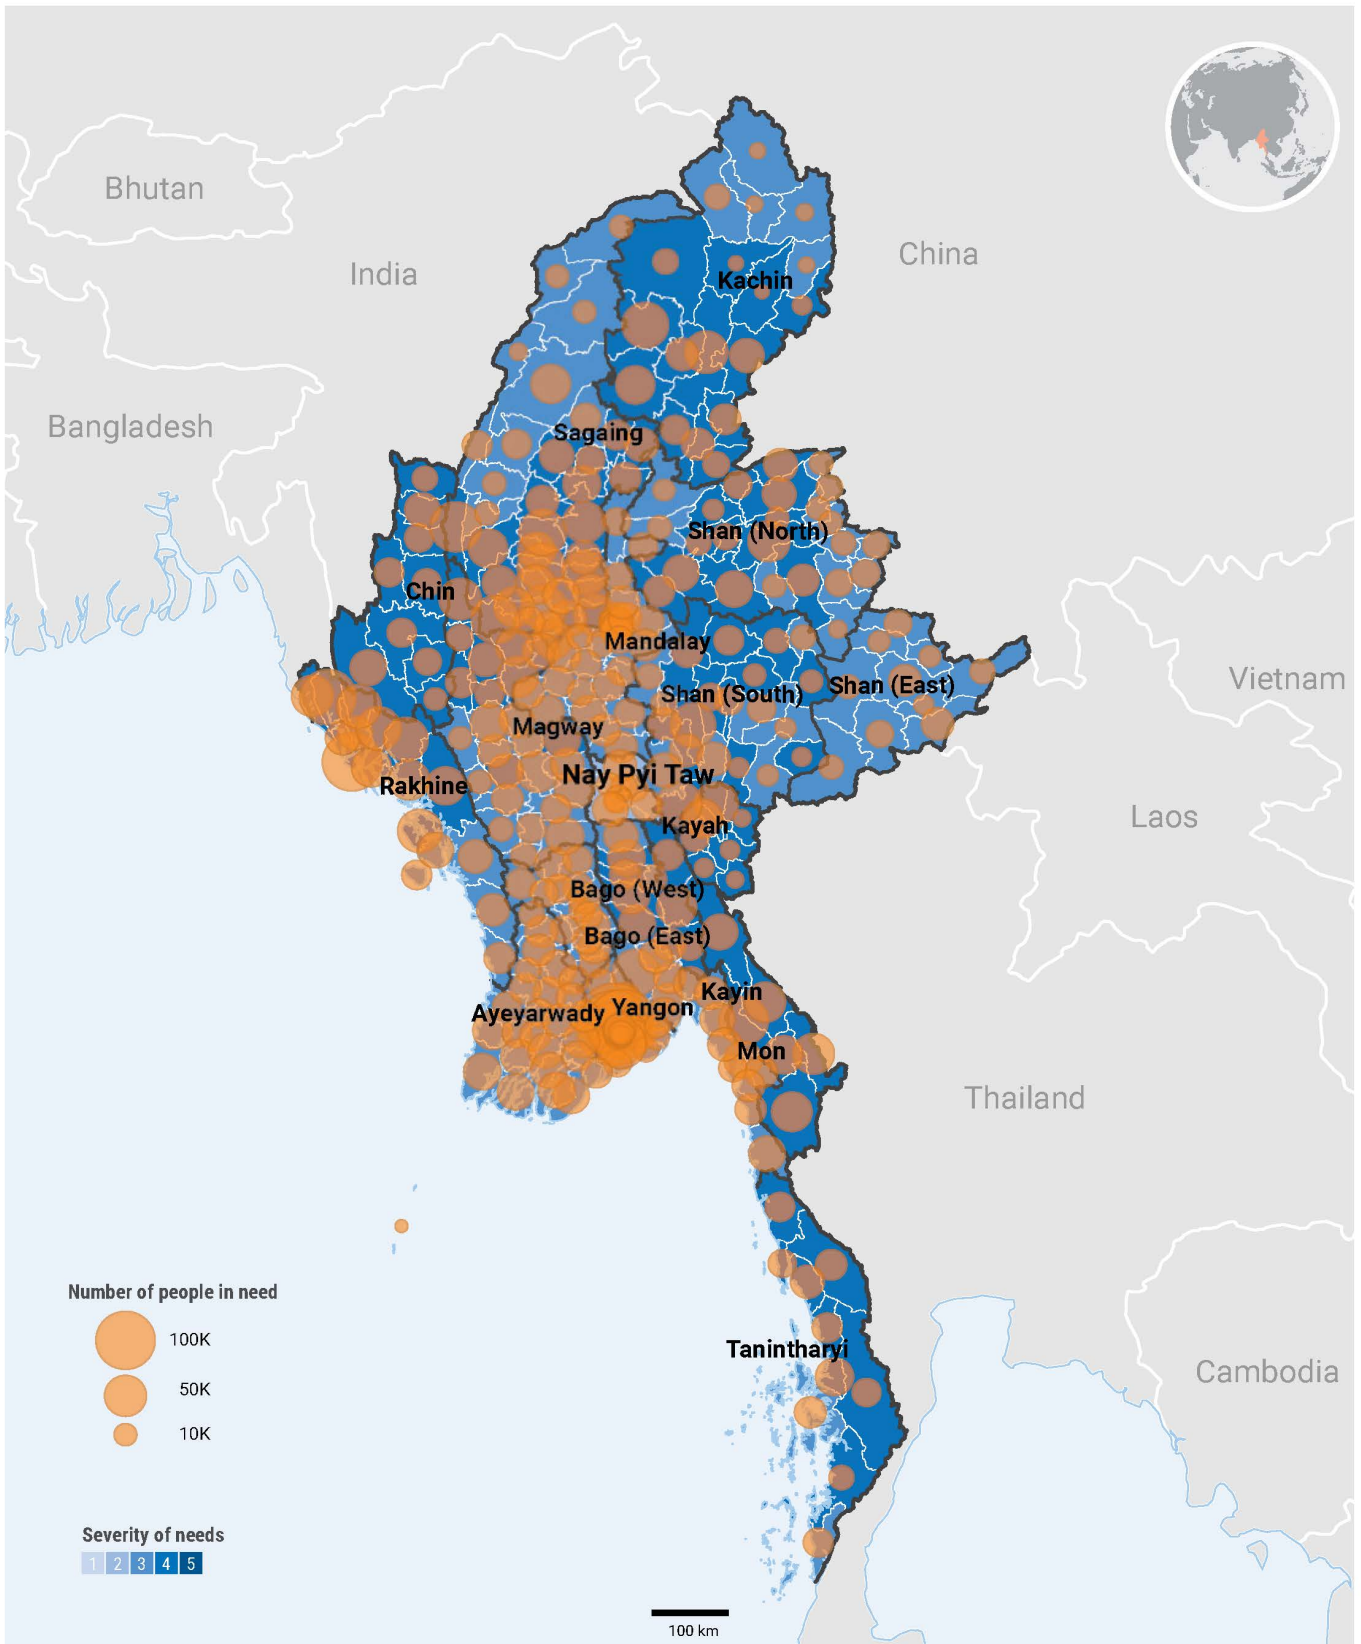 Bhutan
India
China
Kachin
Bangladesh
Sagaing
Shan (North)
Chin
Mandalay
Shan (South)
Shan (East)
Vietnam
Magway
Nay Pyi Taw
Rakhine
Kayah
Laos
Bago (West)
Bago (East)
Kayin
Ayeyarwady
Yangon
Mon
Thailand
Number of people in need
100K
50K
10K
Tanintharyi
Cambodia
Severity of needs
1 2 3 4 5
100 km